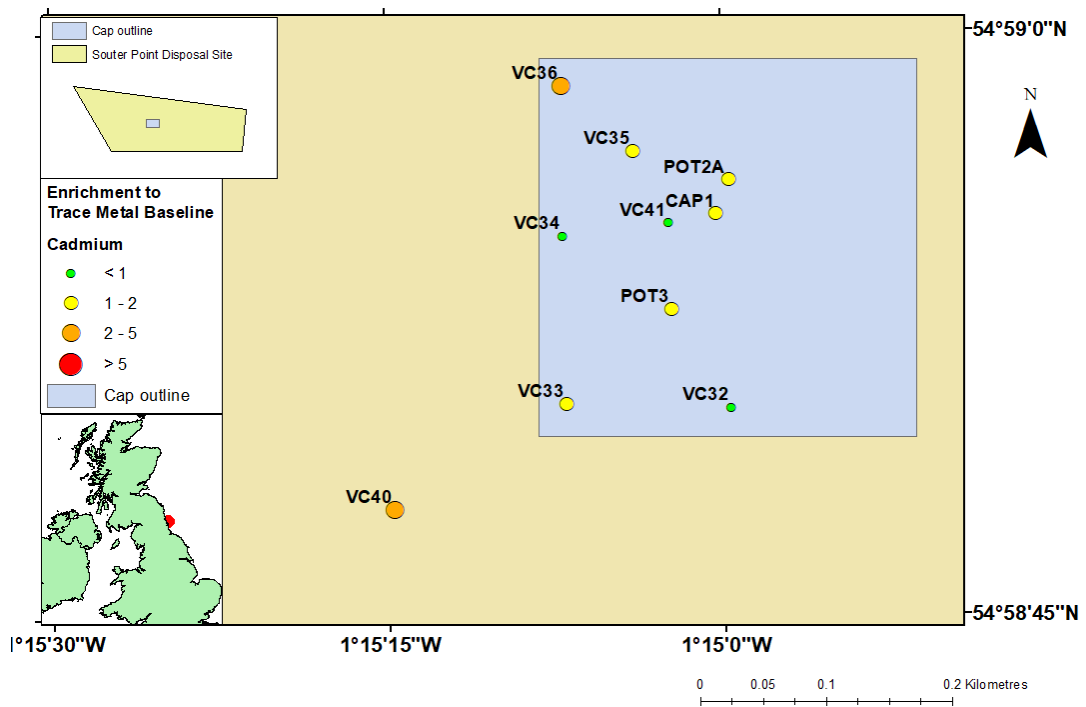 Cap outline
Souter Point Disposal Site
54°59'0"N
N
VC36
VC35
POT2A
CAP1
VC41
VC34
POT3
VC33
VC32
VC40
Enrichment to
Trace Metal Baseline
Cadmium
< 1
1 - 2
2 - 5
> 5
Cap outline
54°58'45"N
1°15'30"W
1°15'15"W
1°15'0"W
0 0.05 0.1 0.2 Kilometres